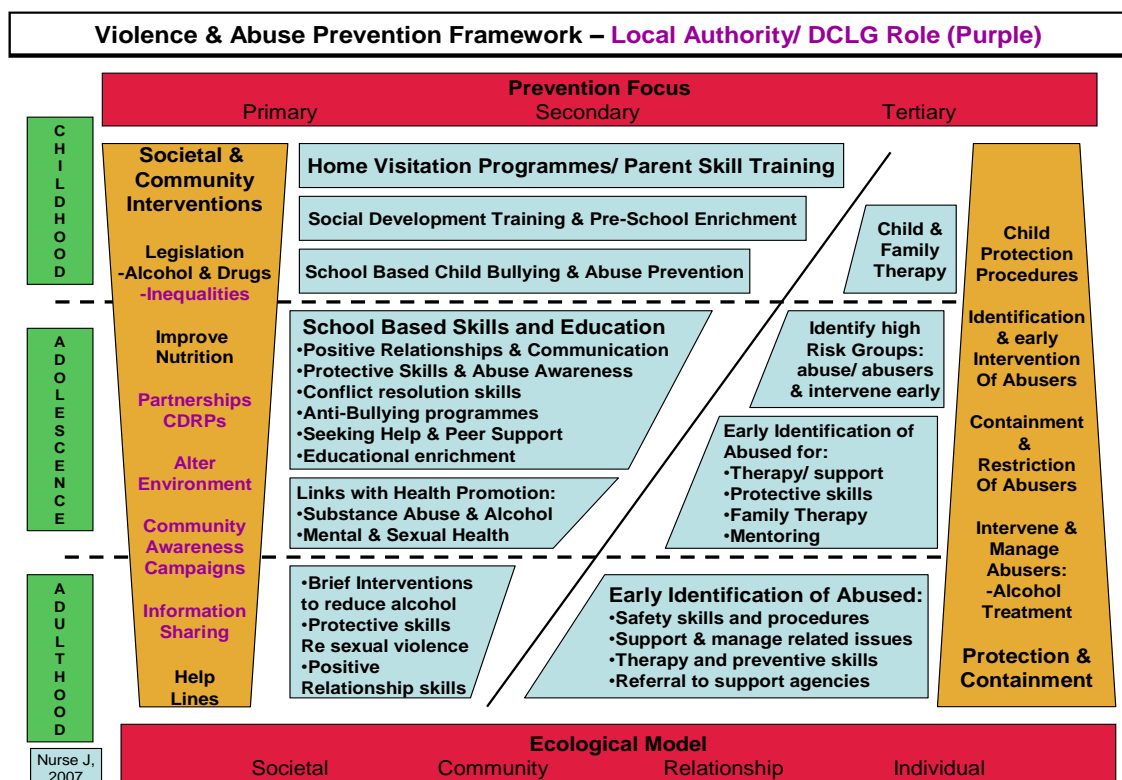 Violence & Abuse Prevention Framework – Local Authority/ DCLG Role (Purple)
Prevention Focus
Primary Secondary Tertiary
CHILDHOOD
Societal &
Community
Interventions
Legislation
-Alcohol & Drugs
-Inequalities
Improve
Nutrition
Partnerships
CDRPs
Alter
Environment
Community
Awareness
Campaigns
Information
Sharing
Help
Lines
Home Visitation Programmes/ Parent Skill Training
Social Development Training & Pre-School Enrichment
School Based Child Bullying & Abuse Prevention
Child &
Family
Therapy
Child
Protection
Procedures
Identification
& early
Intervention
Of Abusers
Containment
&
Restriction
Of Abusers
Intervene &
Manage
Abusers:
-Alcohol
Treatment
Protection &
Containment
ADOLESCENCE
School Based Skills and Education
•Positive Relationships & Communication
•Protective Skills & Abuse Awareness
•Conflict resolution skills
•Anti-Bullying programmes
•Seeking Help & Peer Support
•Educational enrichment
Links with Health Promotion:
•Substance Abuse & Alcohol
•Mental & Sexual Health
Identify high
Risk Groups:
abuse/ abusers
& intervene early
Early Identification of
Abused for:
•Therapy/ support
•Protective skills
•Family Therapy
•Mentoring
ADULTHOOD
•Brief Interventions
to reduce alcohol
•Protective skills
Re sexual violence
•Positive
Relationship skills
Early Identification of Abused:
•Safety skills and procedures
•Support & manage related issues
•Therapy and preventive skills
•Referral to support agencies
Nurse J,
2007
Ecological Model
Societal Community Relationship Individual